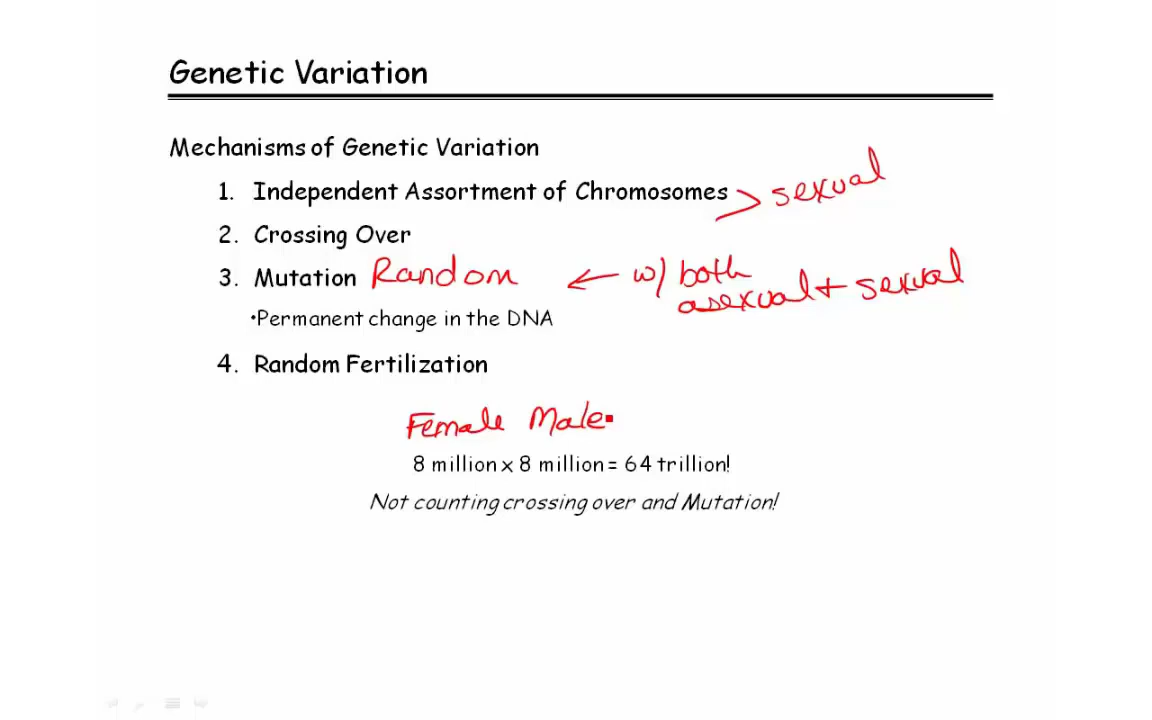 Genetic Variation
Mechanisms of Genetic Variation
1. Independent Assortment of Chromosomes > sexual
2. Crossing Over
3. Mutation Random ← w/ both
asexual + sexual
•Permanent change in the DNA
4. Random Fertilization
Female Male
8 million x 8 million = 64 trillion!
Not counting crossing over and Mutation!